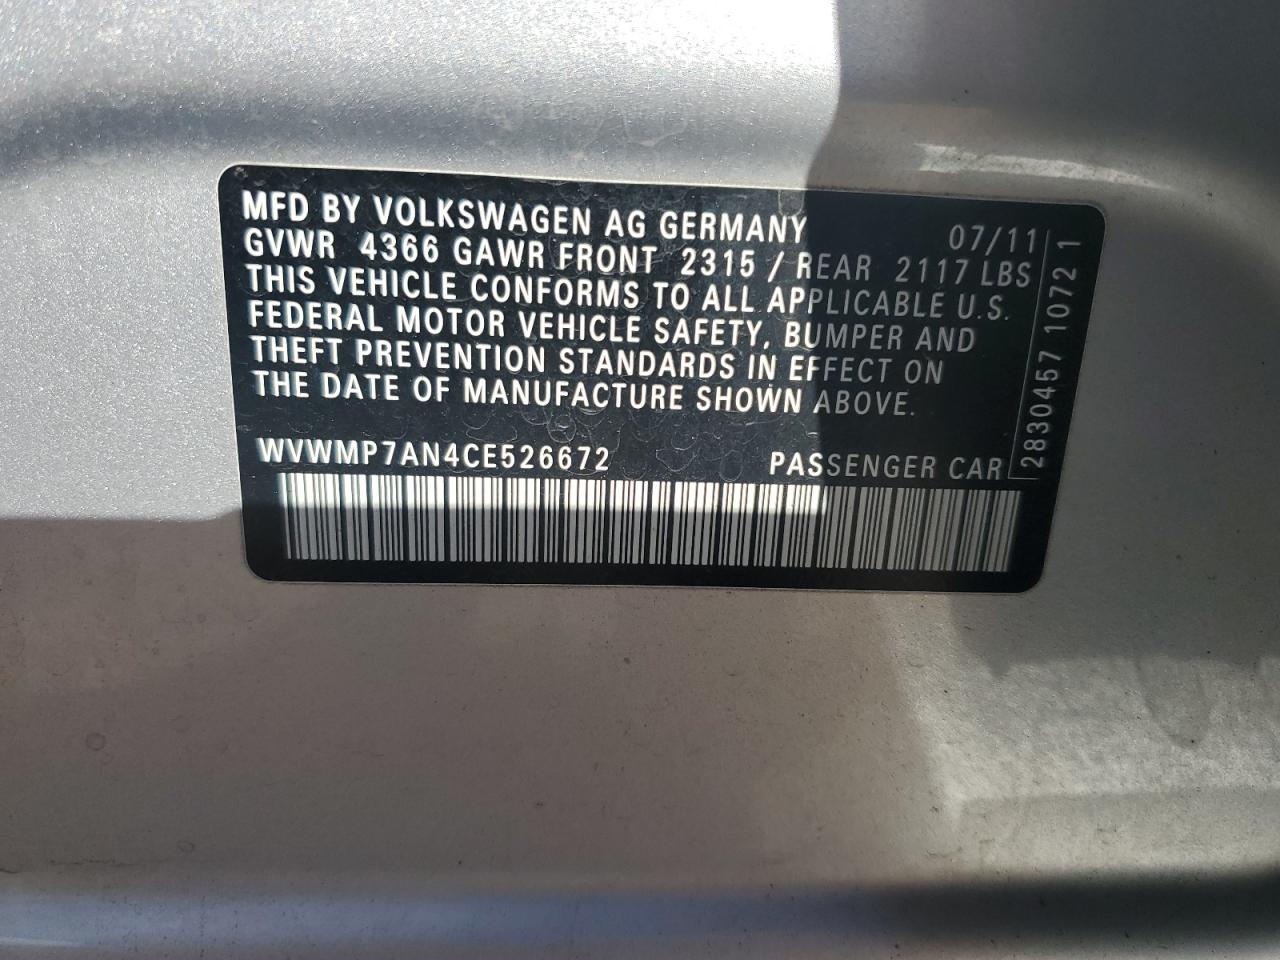 MFD BY VOLKSWAGEN AG GERMANY 07/11
GVWR 4366 GAWR FRONT 2315 / REAR 2117 LBS
THIS VEHICLE CONFORMS TO ALL APPLICABLE U.S.
FEDERAL MOTOR VEHICLE SAFETY, BUMPER AND
THEFT PREVENTION STANDARDS IN EFFECT ON
THE DATE OF MANUFACTURE SHOWN ABOVE.
WVWMP7AN4CE526672 PASSENGER CAR
2830457 1072 1